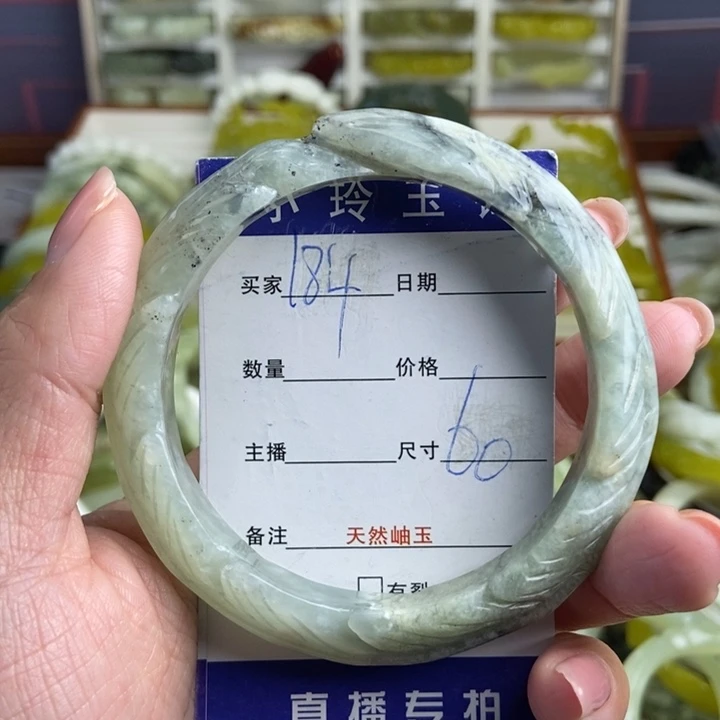 玲玉
买家 184 日期
数量 价格
主播 尺寸 60
备注 天然岫玉
□有裂
直播专拍